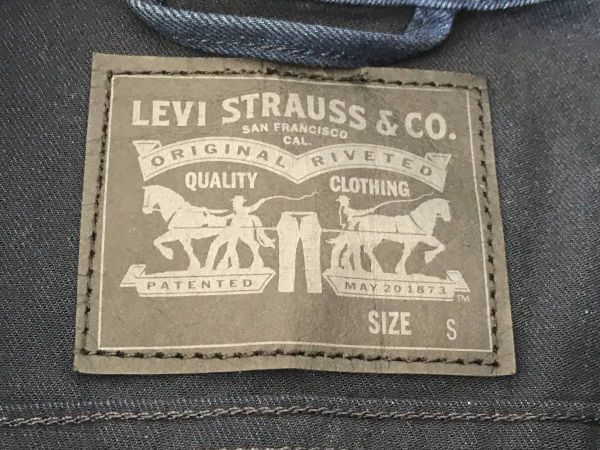 LEVI STRAUSS & CO.
SAN FRANCISCO
CAL.
ORIGINAL RIVETED
QUALITY CLOTHING
PATENTED MAY 20 1873 TM
SIZE S